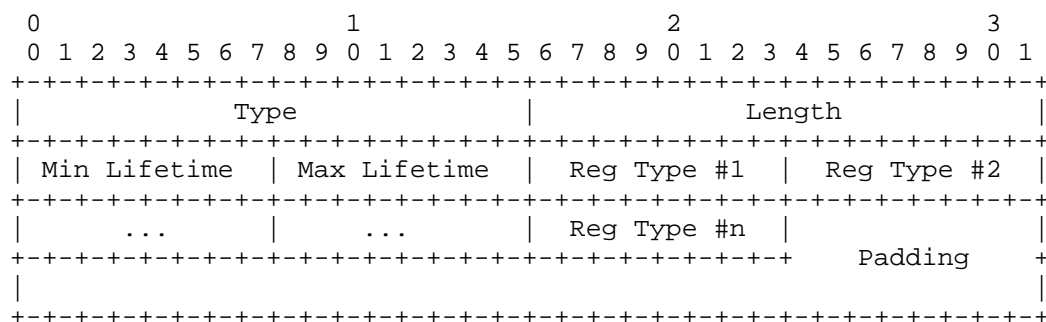 0                   1                   2                   3
 0 1 2 3 4 5 6 7 8 9 0 1 2 3 4 5 6 7 8 9 0 1 2 3 4 5 6 7 8 9 0 1
+-+-+-+-+-+-+-+-+-+-+-+-+-+-+-+-+-+-+-+-+-+-+-+-+-+-+-+-+-+-+-+-+
|             Type              |             Length            |
+-+-+-+-+-+-+-+-+-+-+-+-+-+-+-+-+-+-+-+-+-+-+-+-+-+-+-+-+-+-+-+-+
| Min Lifetime  | Max Lifetime  |  Reg Type #1  |  Reg Type #2  |
+-+-+-+-+-+-+-+-+-+-+-+-+-+-+-+-+-+-+-+-+-+-+-+-+-+-+-+-+-+-+-+-+
|      ...      |     ...       |  Reg Type #n  |               |
+-+-+-+-+-+-+-+-+-+-+-+-+-+-+-+-+-+-+-+-+-+-+-+-+    Padding    +
|                                                               |
+-+-+-+-+-+-+-+-+-+-+-+-+-+-+-+-+-+-+-+-+-+-+-+-+-+-+-+-+-+-+-+-+